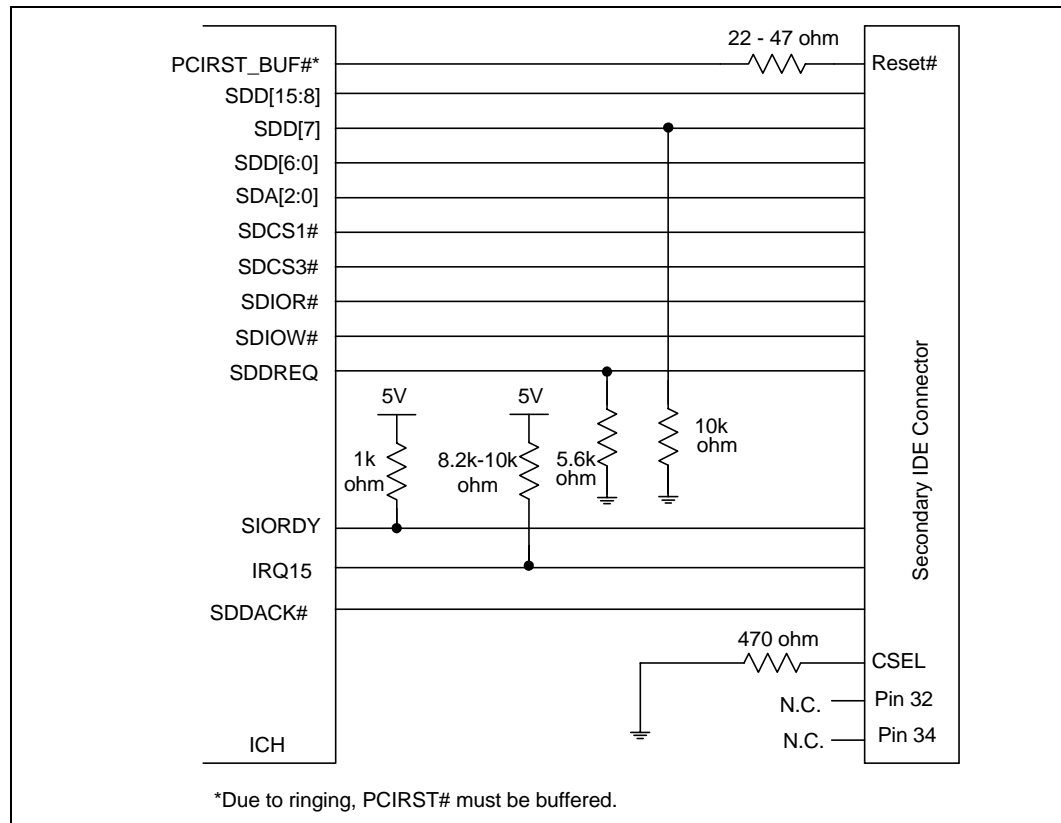 22 - 47 ohm
PCIRST_BUF#*
Reset#
SDD[15:8]
SDD[7]
SDD[6:0]
SDA[2:0]
SDCS1#
SDCS3#
SDIOR#
SDIOW#
SDDREQ
5V
5V
1k
ohm
8.2k-10k
ohm
5.6k
ohm
10k
ohm
Secondary IDE Connector
SIORDY
IRQ15
SDDACK#
470 ohm
CSEL
N.C.
Pin 32
N.C.
Pin 34
ICH
*Due to ringing, PCIRST# must be buffered.